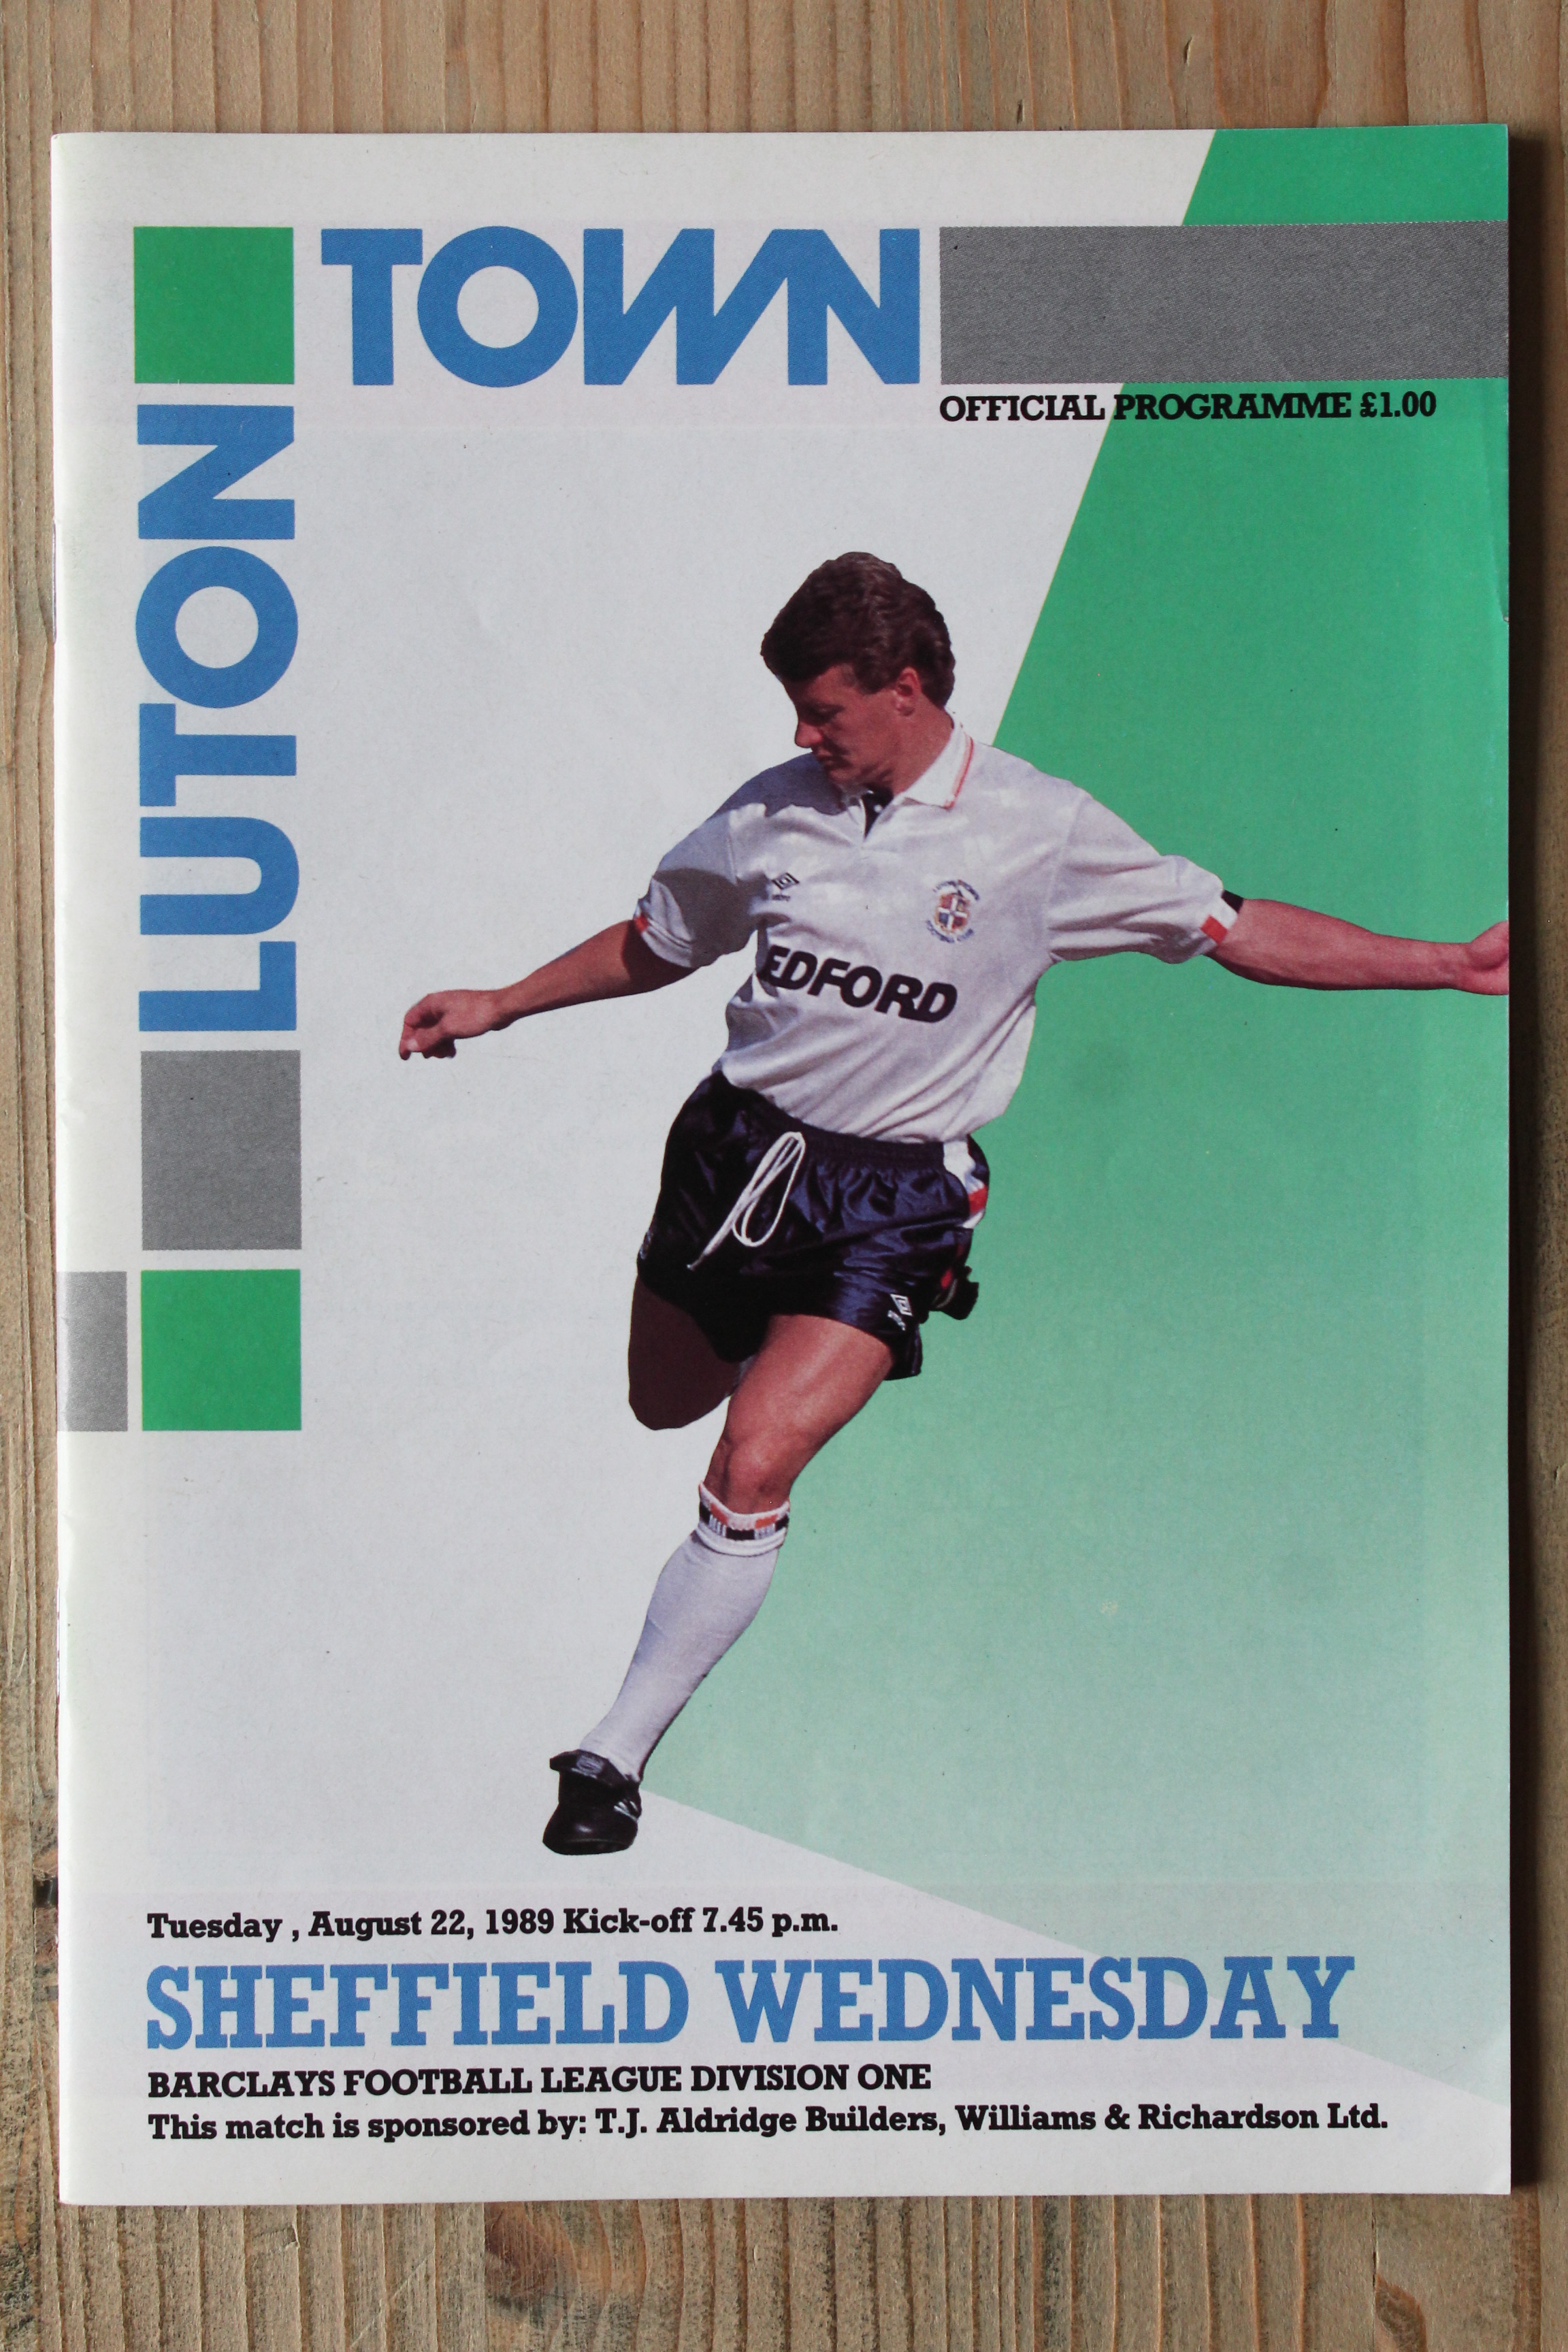 LUTON
TOWN
OFFICIAL PROGRAMME £1.00
EDFORD
Tuesday , August 22, 1989 Kick-off 7.45 p.m.
SHEFFIELD WEDNESDAY
BARCLAYS FOOTBALL LEAGUE DIVISION ONE
This match is sponsored by: T.J. Aldridge Builders, Williams & Richardson Ltd.